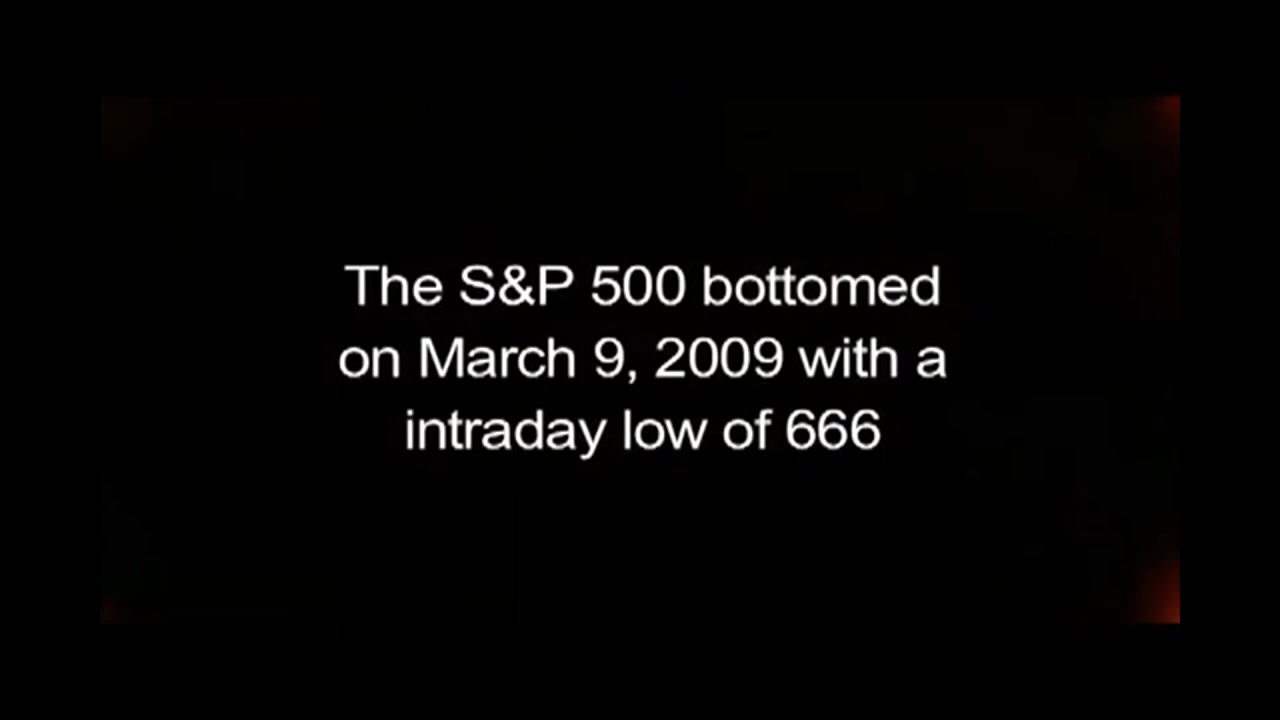 The S&P 500 bottomed
on March 9, 2009 with a
intraday low of 666